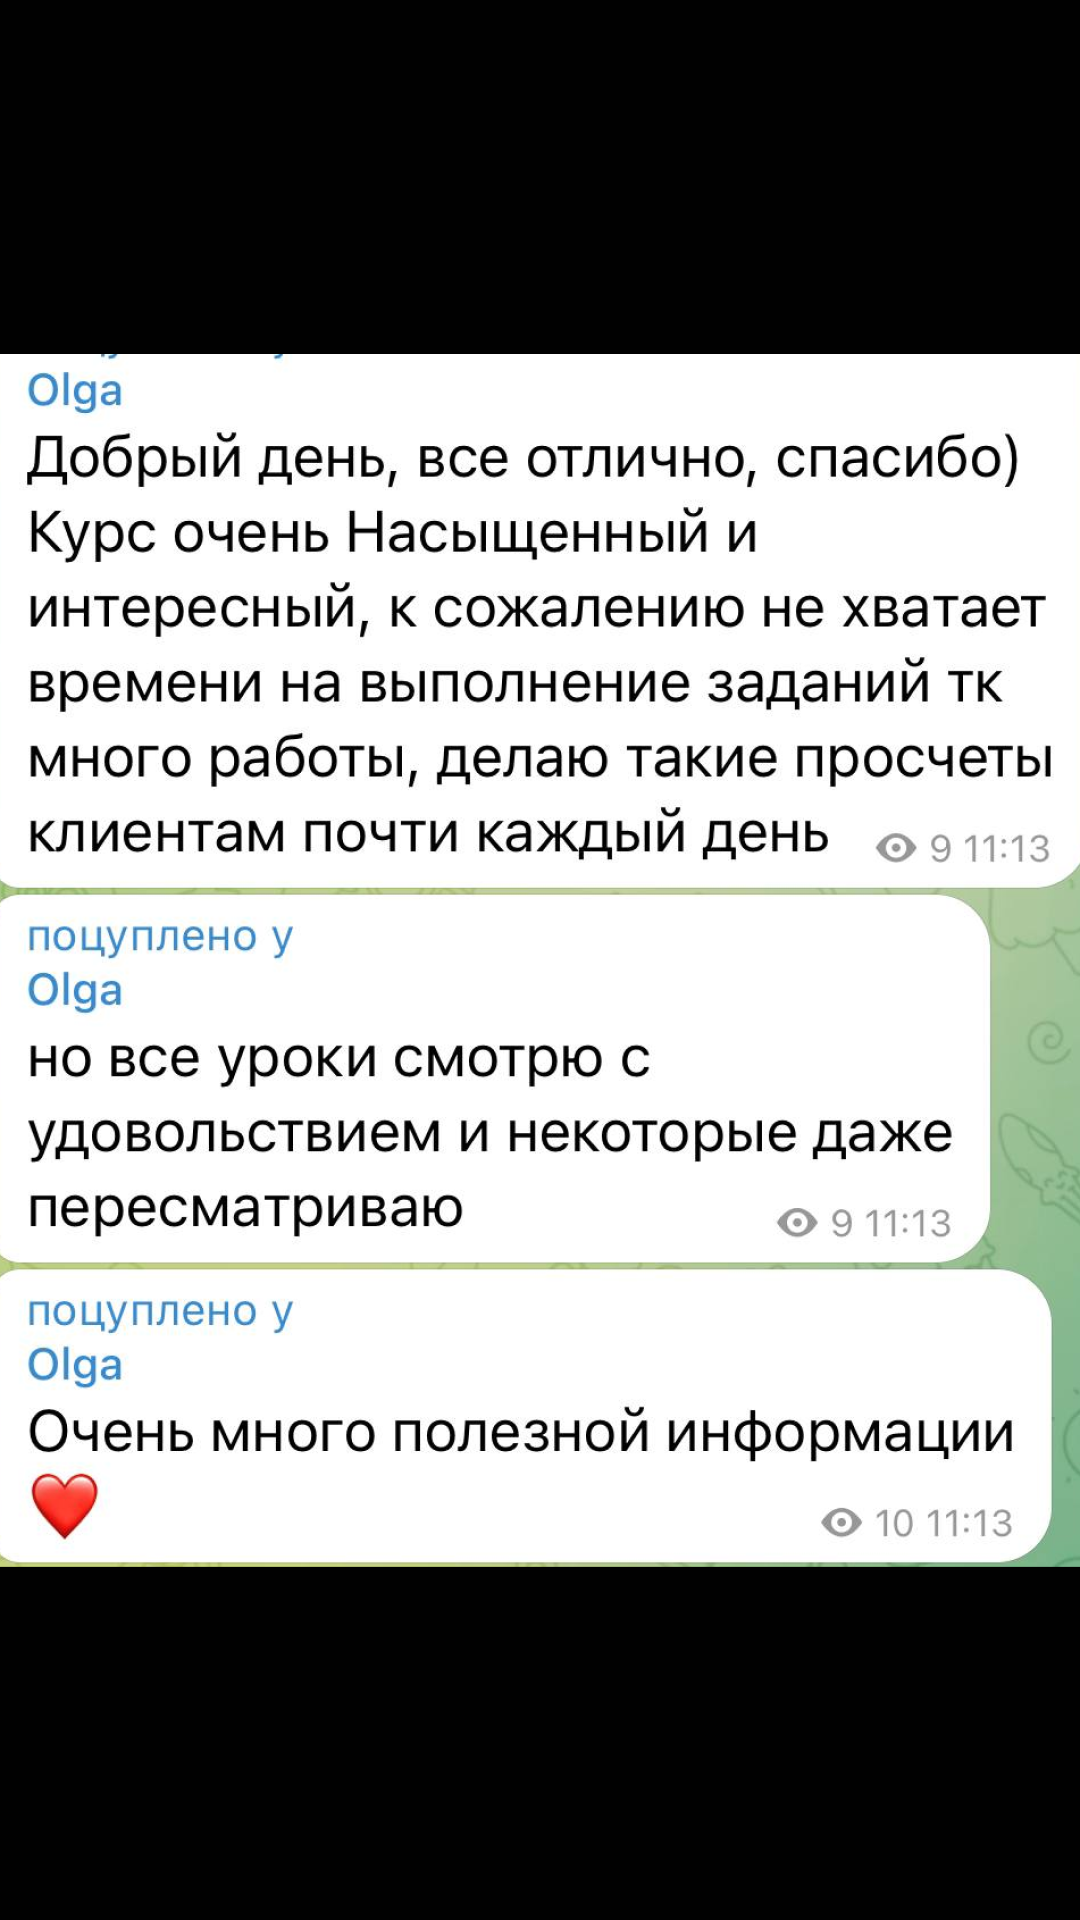 Olga
Добрый день, все отлично, спасибо)
Курс очень Насыщенный и
интересный, к сожалению не хватает
времени на выполнение заданий тк
много работы, делаю такие просчеты
клиентам почти каждый день
9 11:13
поцуплено у
Olga
но все уроки смотрю с
удовольствием и некоторые даже
пересматриваю
9 11:13
поцуплено у
Olga
Очень много полезной информации
❤️
10 11:13